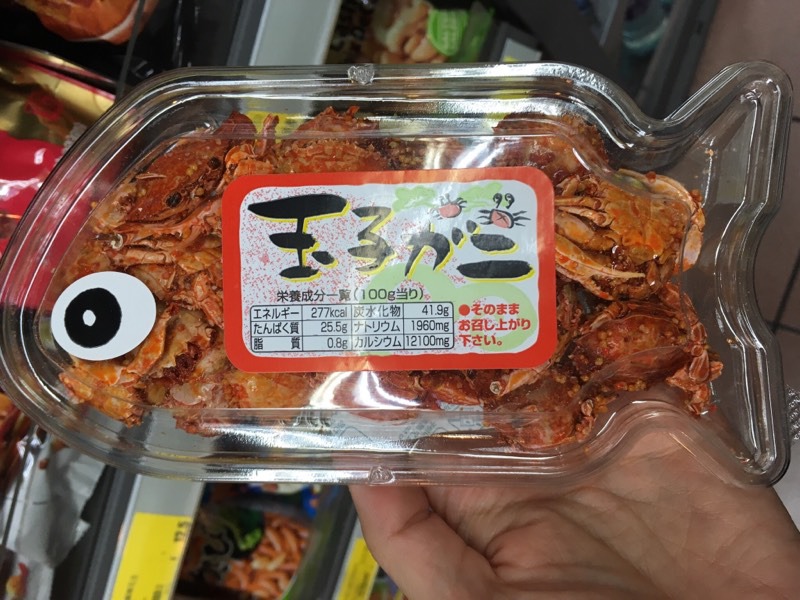 玉子がに
栄養成分一覧(100g当り)
エネルギー 277kcal 炭水化物 41.9g
たんぱく質 25.5g ナトリウム 1960mg
脂質 0.8g カルシウム 12100mg
●そのまま
お召し上がり
下さい。